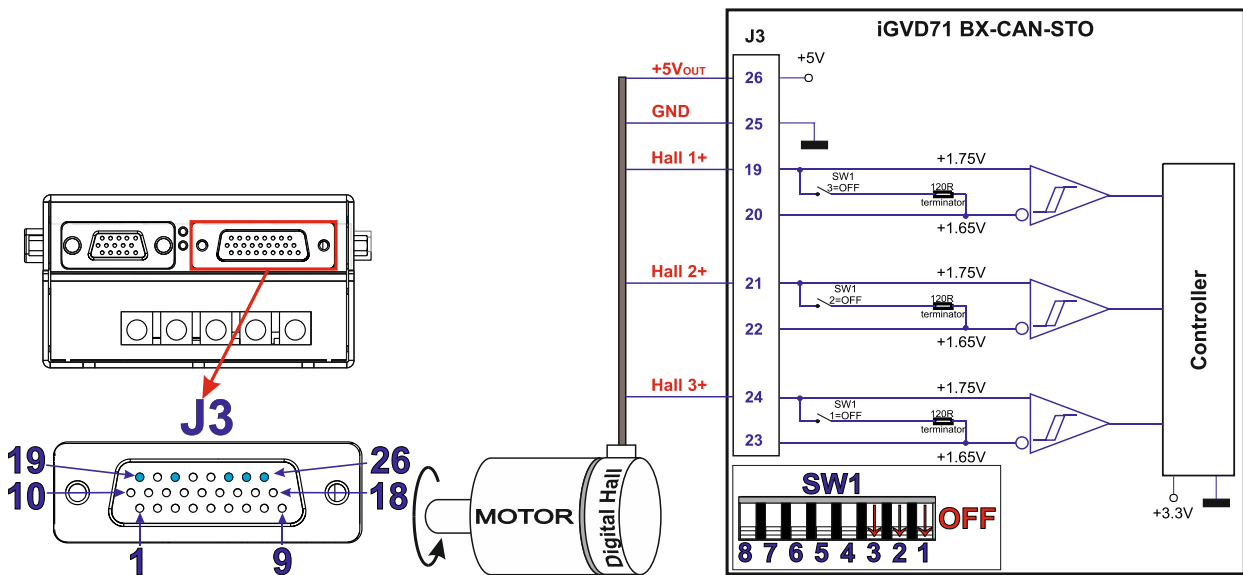 iGVD71 BX-CAN-STO
J3
+5V
+5VOUT
26
GND
25
Hall 1+
19
+1.75V
SW1
3=OFF
120R
terminator
20
+1.65V
Hall 2+
21
+1.75V
SW1
2=OFF
120R
terminator
22
+1.65V
Hall 3+
24
+1.75V
SW1
1=OFF
120R
terminator
23
+1.65V
Controller
+3.3V
J3
19
26
10
18
1
9
MOTOR
Digital Hall
SW1
OFF
8 7 6 5 4 3 2 1